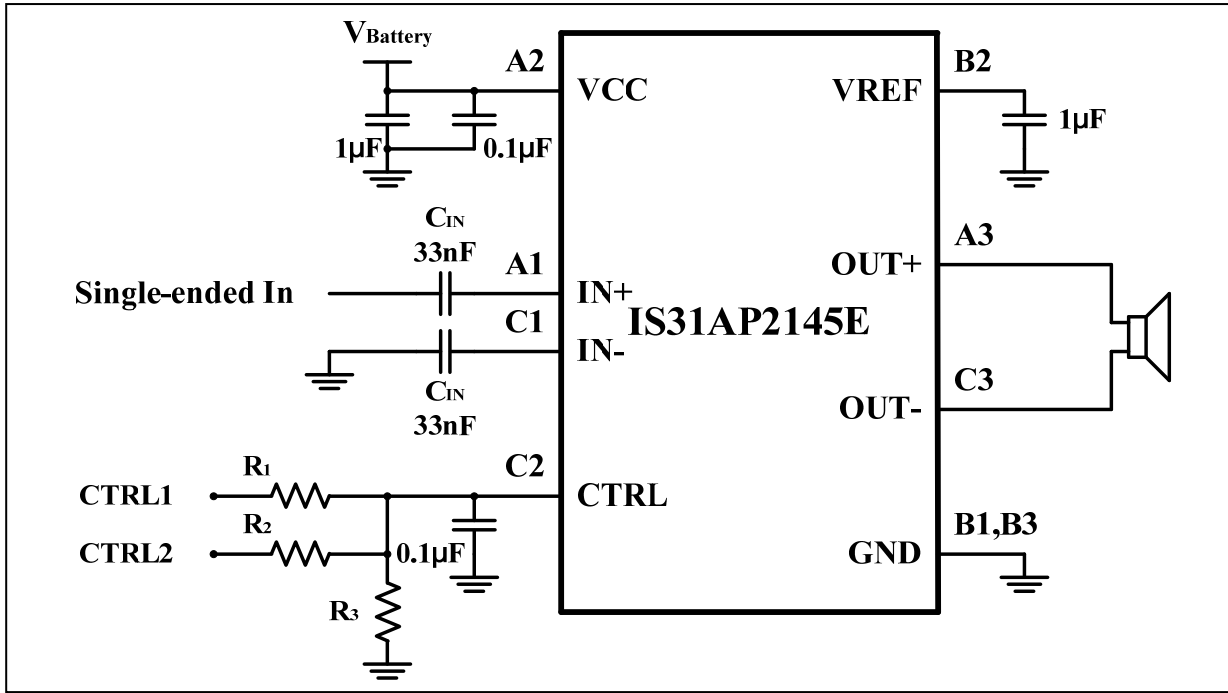 VBattery
A2
VCC
1μF
0.1μF
B2
VREF
1μF
CIN
33nF
A1
Single-ended In
IN+
C1
IN-
CIN
33nF
IS31AP2145E
A3
OUT+
C3
OUT-
R1
C2
CTRL1
CTRL
R2
CTRL2
0.1μF
R3
B1,B3
GND